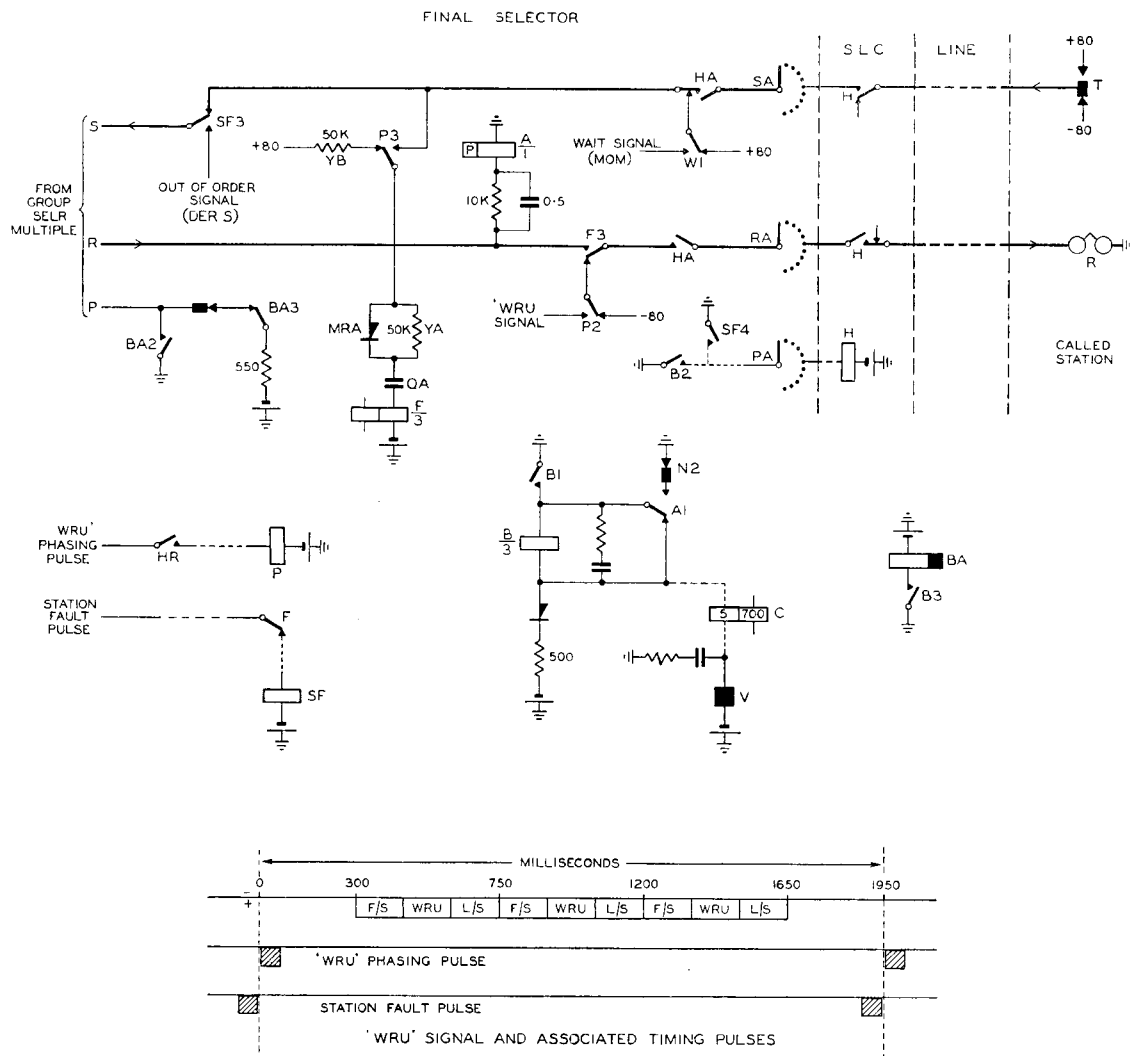 FINAL SELECTOR
SLC
LINE
+80
T
-80
HA
SA
H
S
SF3
50K
+80
YB
P3
P
A
1
WAIT SIGNAL
(MOM)
W1
+80
OUT OF ORDER
SIGNAL
(DER S)
FROM
GROUP
SELR
MULTIPLE
10K
0·5
R
F3
HA
RA
H
R
P
BA3
BA2
550
MRA
50K
YA
'WRU
SIGNAL
P2
-80
SF4
B2
PA
H
CALLED
STATION
QA
F
3
B1
N2
A1
WRU'
PHASING
PULSE
HR
P
B
3
BA
B3
STATION
FAULT
PULSE
F
5
700
C
500
SF
V
MILLISECONDS
0
300
750
1200
1650
1950
-
+
F/S
WRU
L/S
F/S
WRU
L/S
F/S
WRU
L/S
'WRU' PHASING PULSE
STATION FAULT PULSE
'WRU' SIGNAL AND ASSOCIATED TIMING PULSES